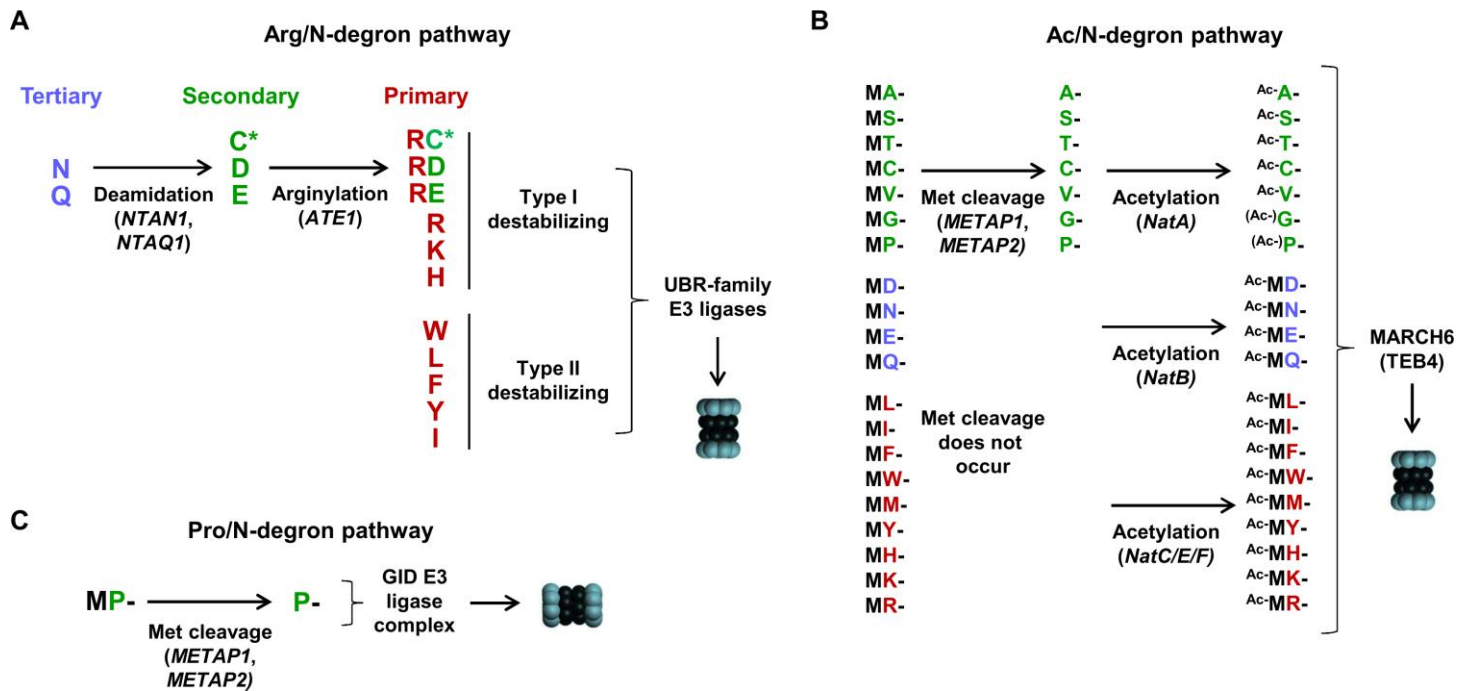 A
Arg/N-degron pathway
Tertiary
Secondary
Primary
N
Q
Deamidation
(NTAN1,
NTAQ1)
C*
D
E
Arginylation
(ATE1)
RC*
RD
RE
R
K
H
Type I
destabilizing
W
L
F
Y
I
Type II
destabilizing
UBR-family
E3 ligases
B
Ac/N-degron pathway
MA-
MS-
MT-
MC-
MV-
MG-
MP-
Met cleavage
(METAP1,
METAP2)
A-
S-
T-
C-
V-
G-
P-
Acetylation
(NatA)
Ac-A-
Ac-S-
Ac-T-
Ac-C-
Ac-V-
(Ac-)G-
(Ac-)P-
MD-
MN-
ME-
MQ-
Acetylation
(NatB)
Ac-MD-
Ac-MN-
Ac-ME-
Ac-MQ-
ML-
MI-
MF-
MW-
MM-
MY-
MH-
MK-
MR-
Met cleavage
does not
occur
Acetylation
(NatC/E/F)
Ac-ML-
Ac-MI-
Ac-MF-
Ac-MW-
Ac-MM-
Ac-MY-
Ac-MH-
Ac-MK-
Ac-MR-
MARCH6
(TEB4)
C
Pro/N-degron pathway
MP-
Met cleavage
(METAP1,
METAP2)
P-
GID E3
ligase
complex